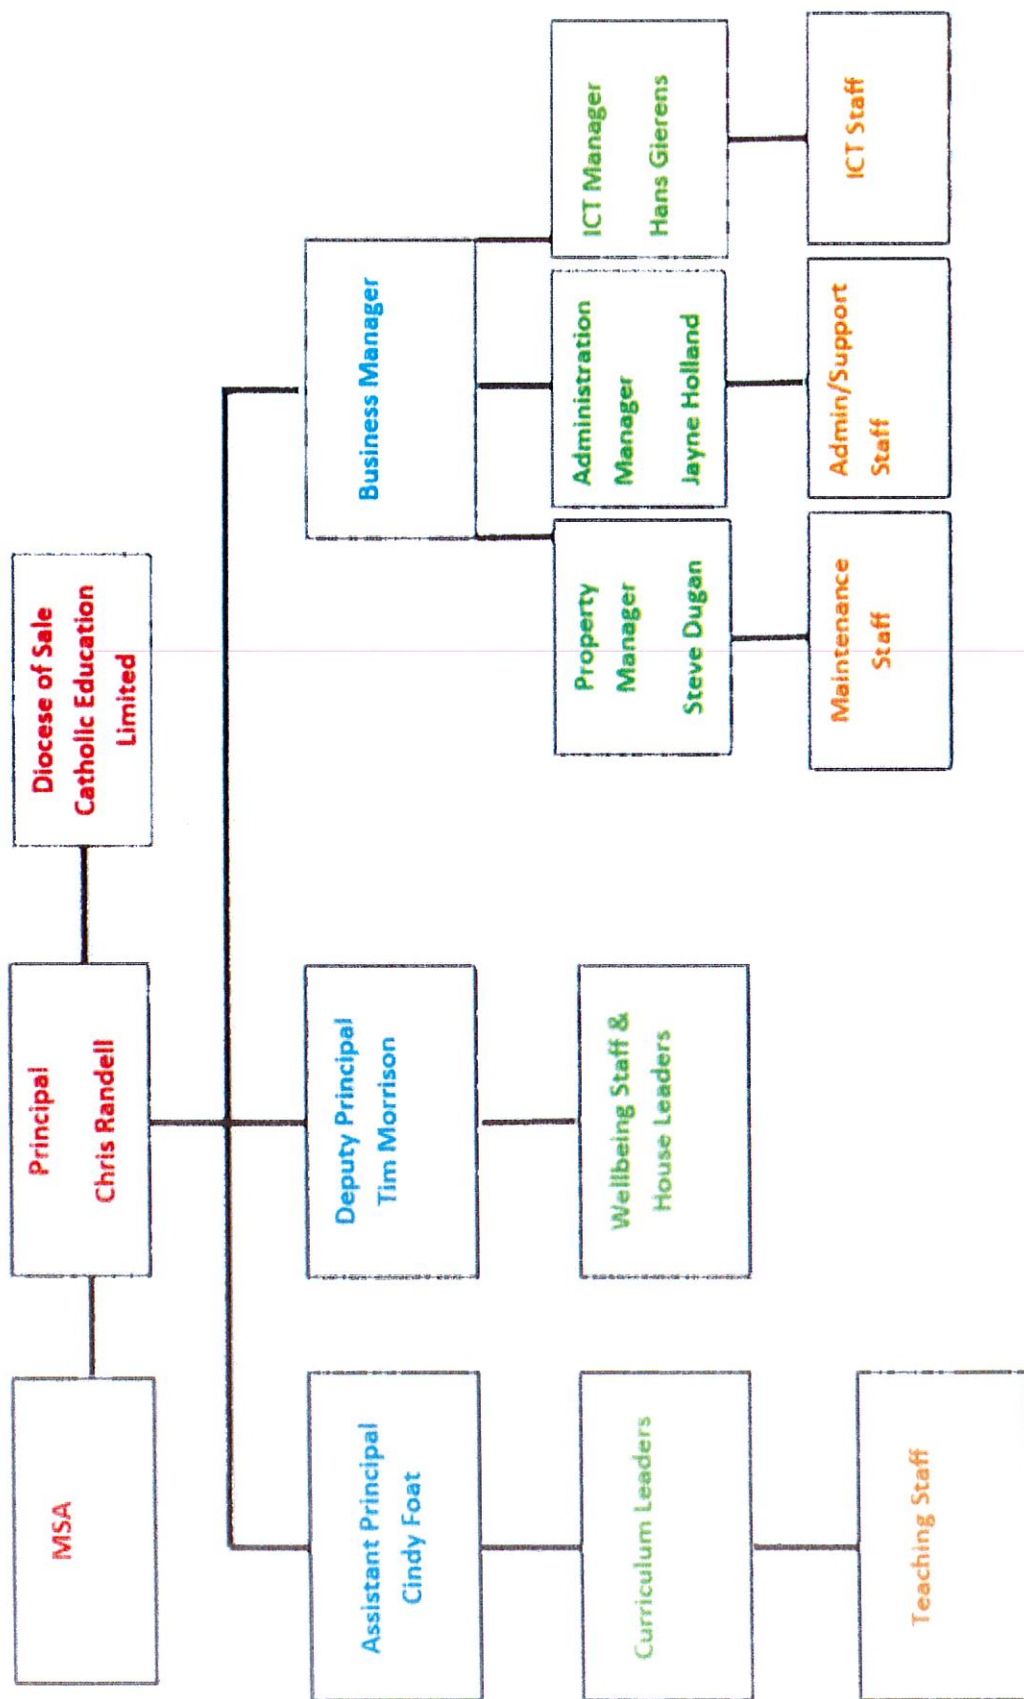 MSA
Principal
Chris Randell
Diocese of Sale
Catholic Education
Limited
Assistant Principal
Cindy Foat
Deputy Principal
Tim Morrison
Business Manager
Curriculum Leaders
Wellbeing Staff &
House Leaders
Property
Manager
Steve Dugan
Administration
Manager
Jayne Holland
ICT Manager
Hans Gierens
Teaching Staff
Maintenance
Staff
Admin/Support
Staff
ICT Staff